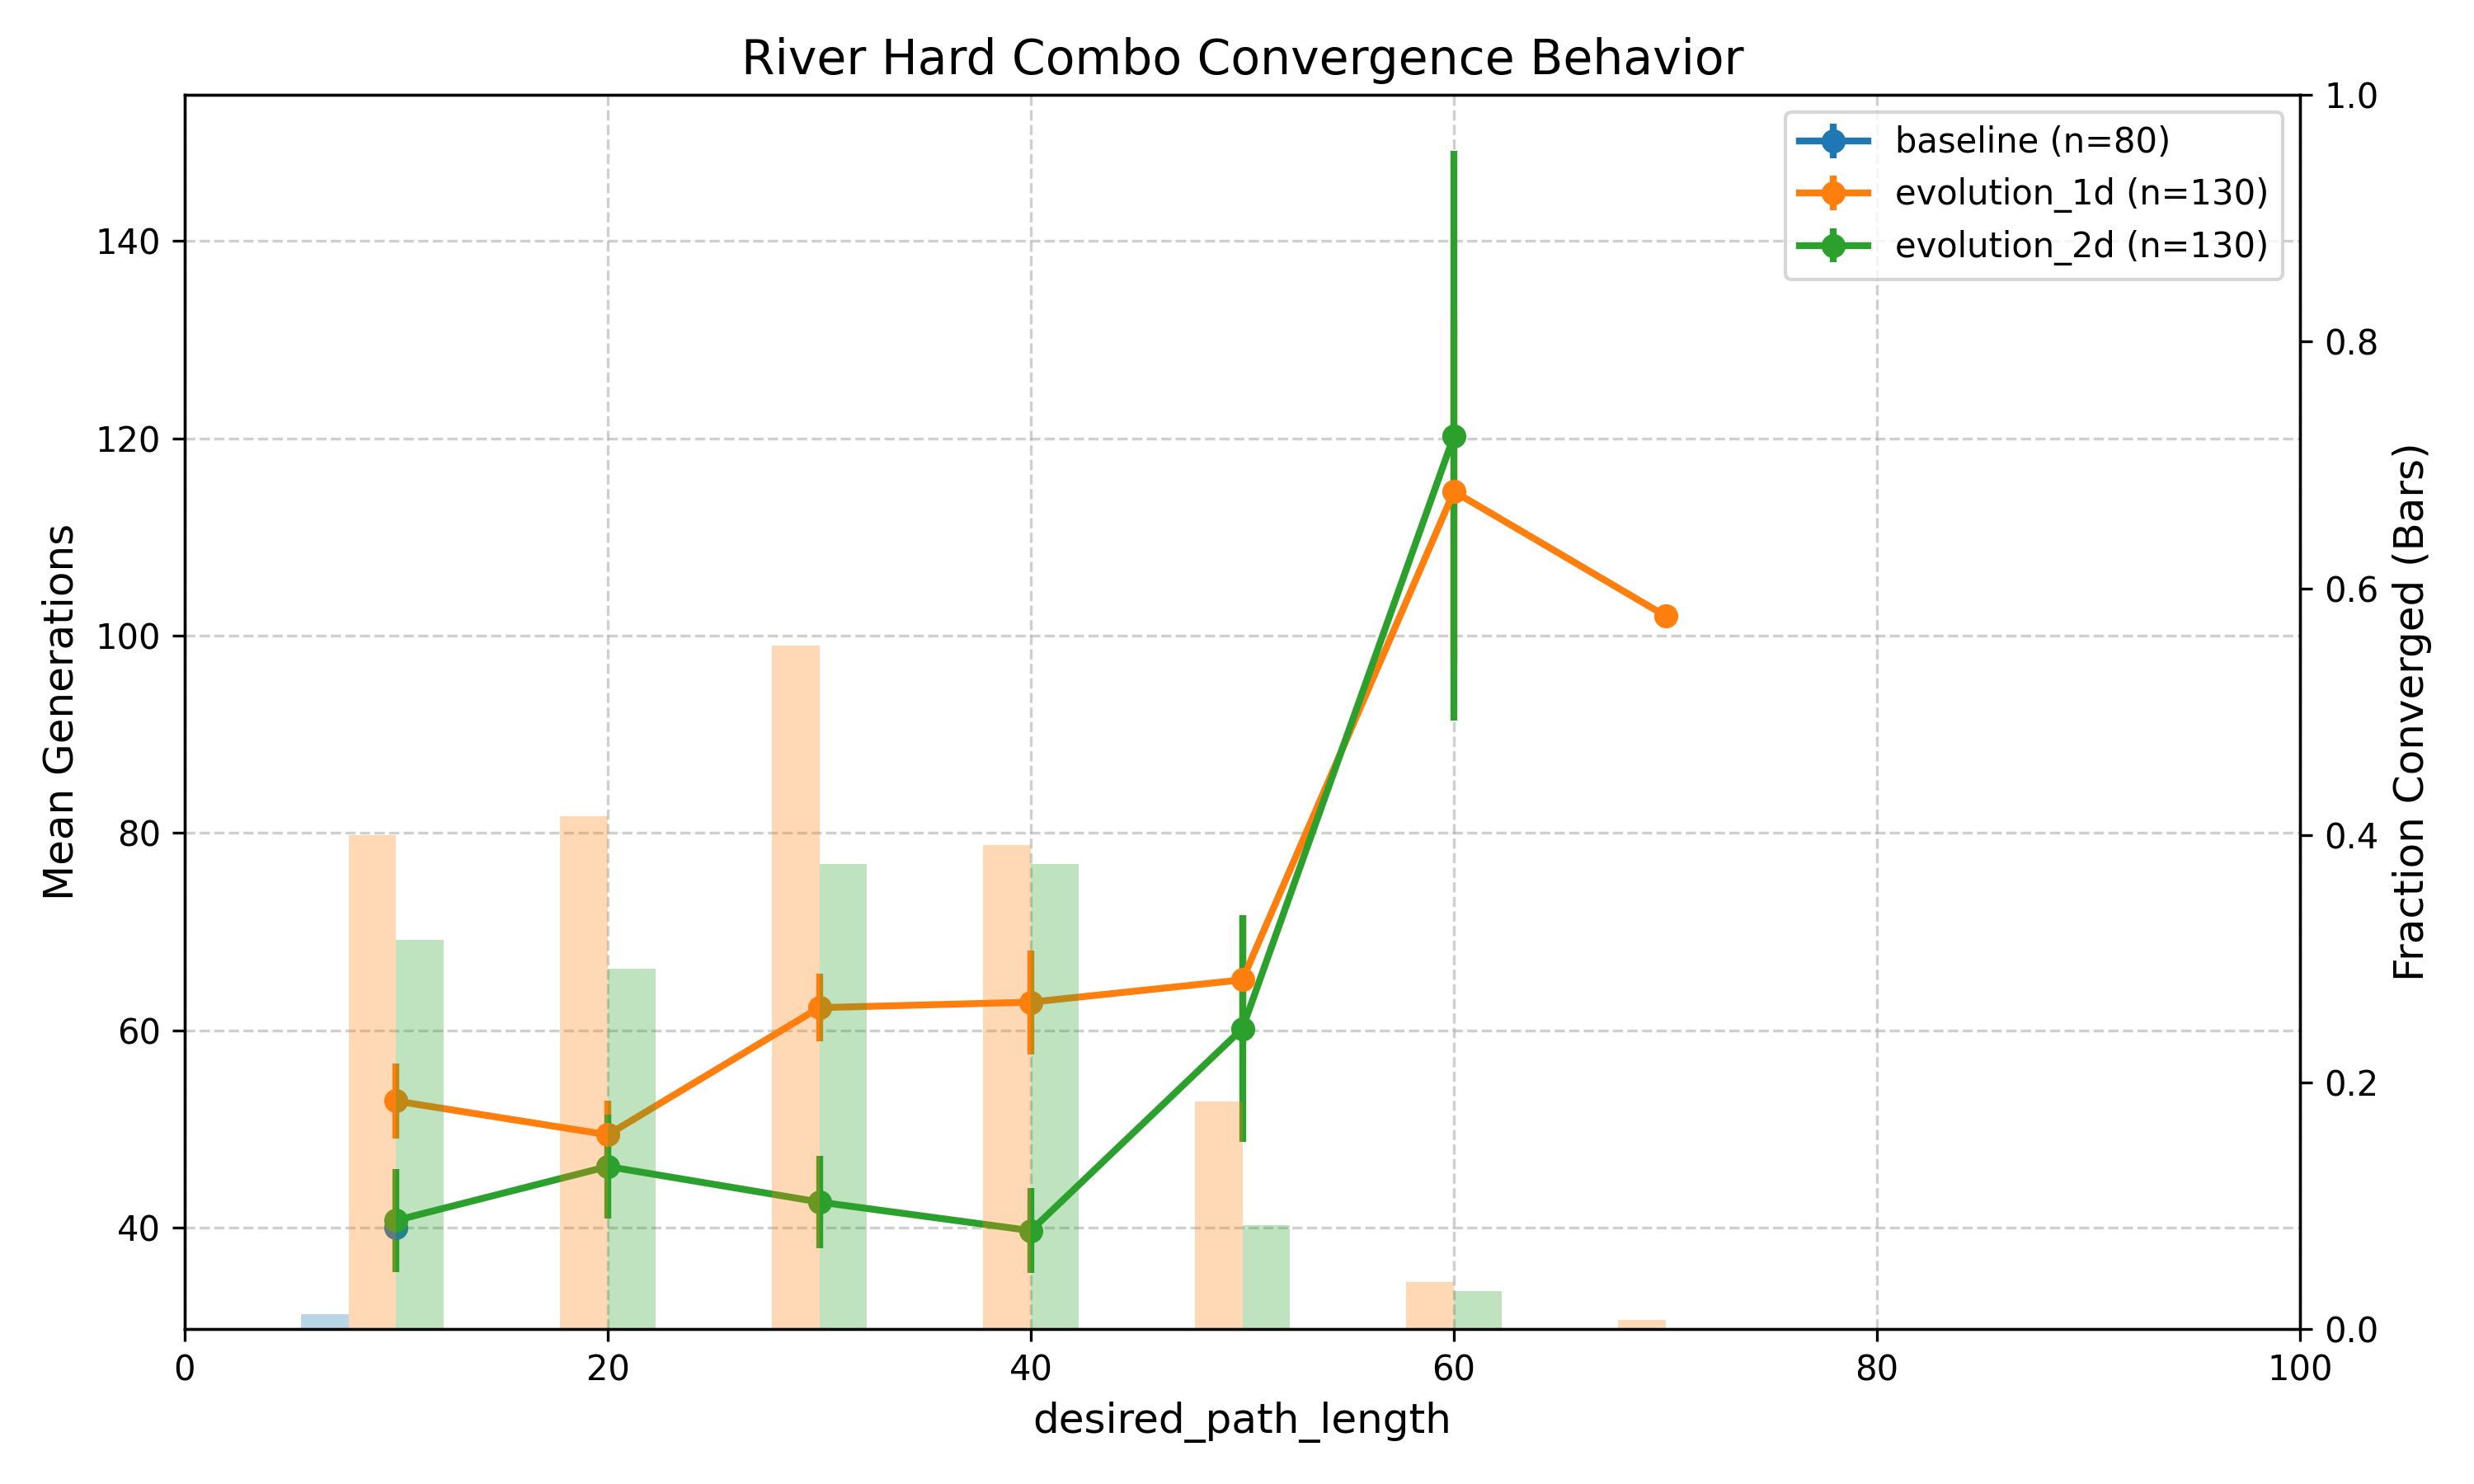 River Hard Combo Convergence Behavior
baseline (n=80)
evolution_1d (n=130)
evolution_2d (n=130)
Mean Generations
140
120
100
80
60
40
Fraction Converged (Bars)
1.0
0.8
0.6
0.4
0.2
0.0
0 20 40 60 80 100
desired_path_length